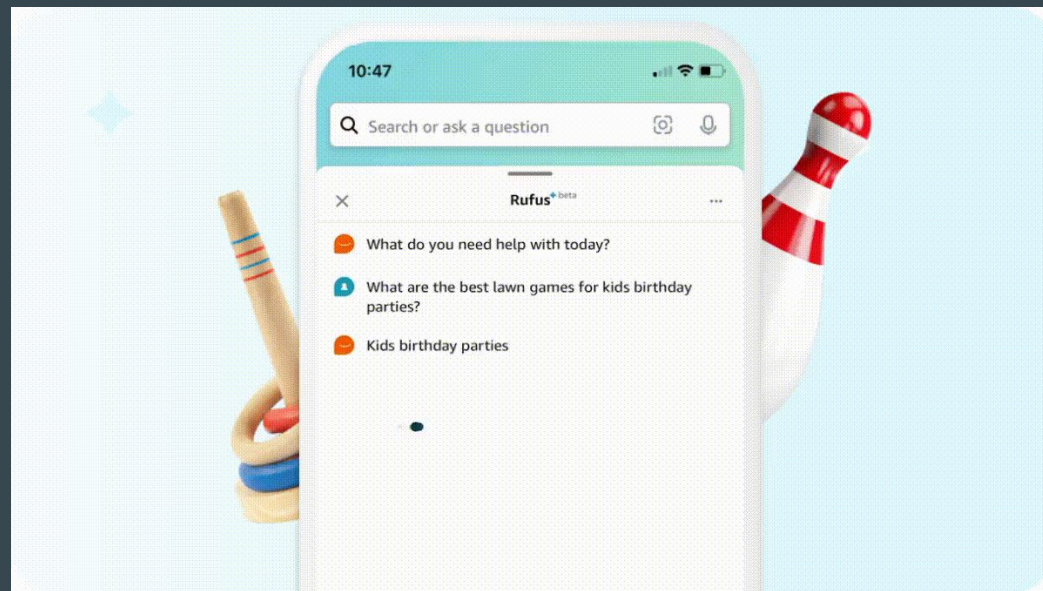 10:47
Search or ask a question
Rufus beta
What do you need help with today?
What are the best lawn games for kids birthday
parties?
Kids birthday parties